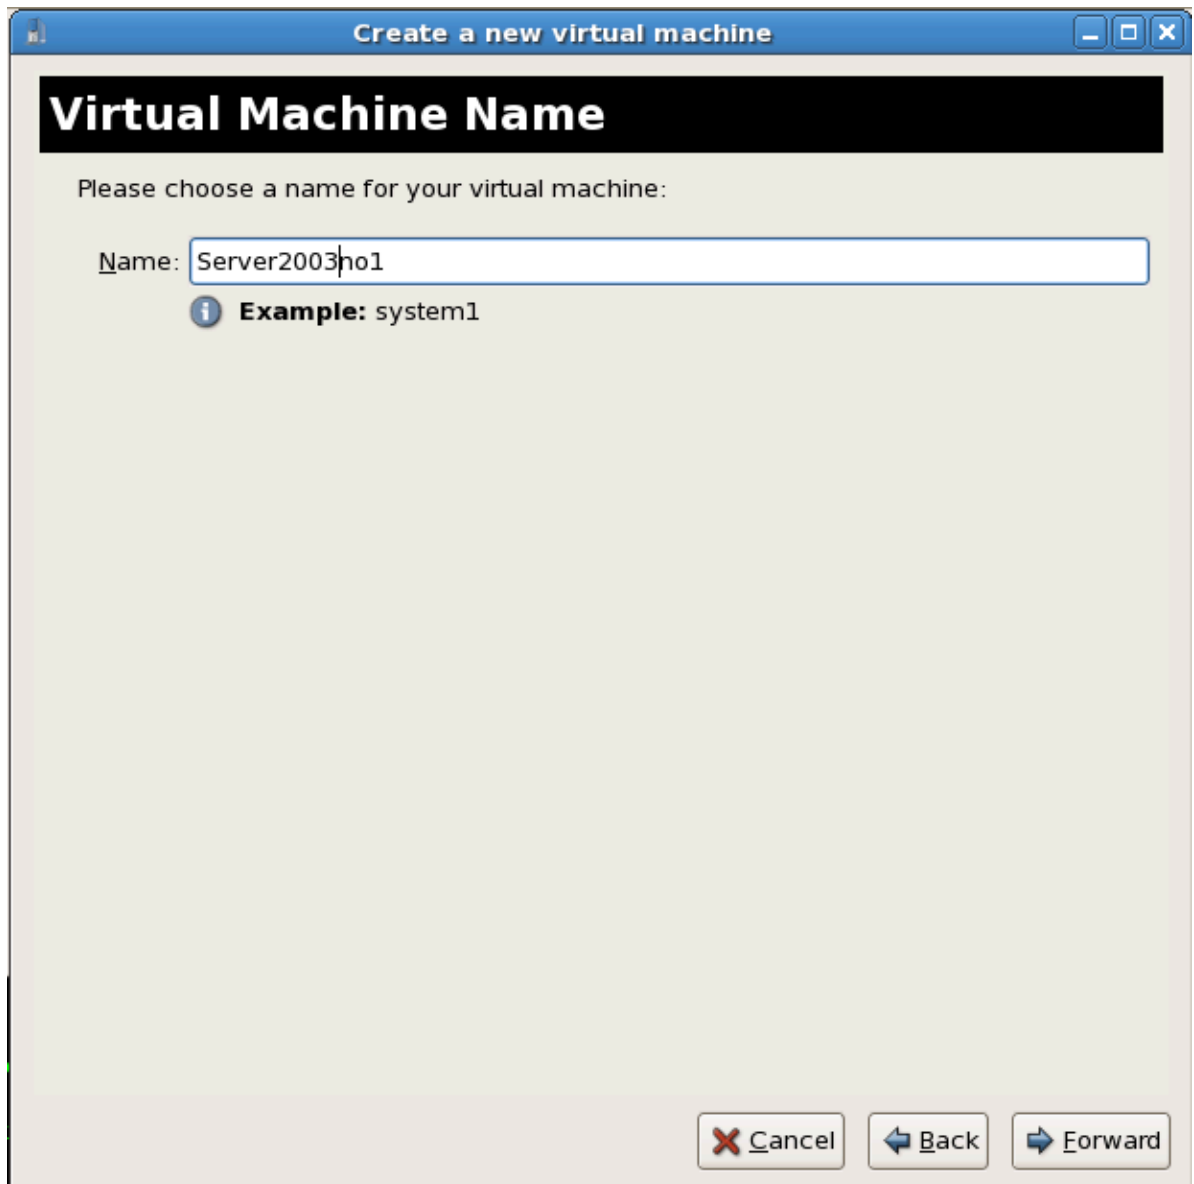 Create a new virtual machine
Virtual Machine Name
Please choose a name for your virtual machine:
Name: Server2003no1
Example: system1
Cancel Back Forward